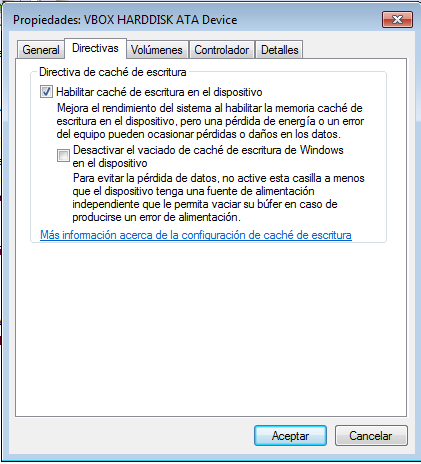 Propiedades: VBOX HARDDISK ATA Device
General
Directivas
Volúmenes
Controlador
Detalles
Directiva de caché de escritura
Habilitar caché de escritura en el dispositivo
Mejora el rendimiento del sistema al habilitar la memoria caché de
escritura en el dispositivo, pero una pérdida de energía o un error
del equipo pueden ocasionar pérdidas o daños en los datos.
Desactivar el vaciado de caché de escritura de Windows
en el dispositivo
Para evitar la pérdida de datos, no active esta casilla a menos
que el dispositivo tenga una fuente de alimentación
independiente que le permita vaciar su búfer en caso de
producirse un error de alimentación.
Más información acerca de la configuración de caché de escritura
Aceptar
Cancelar